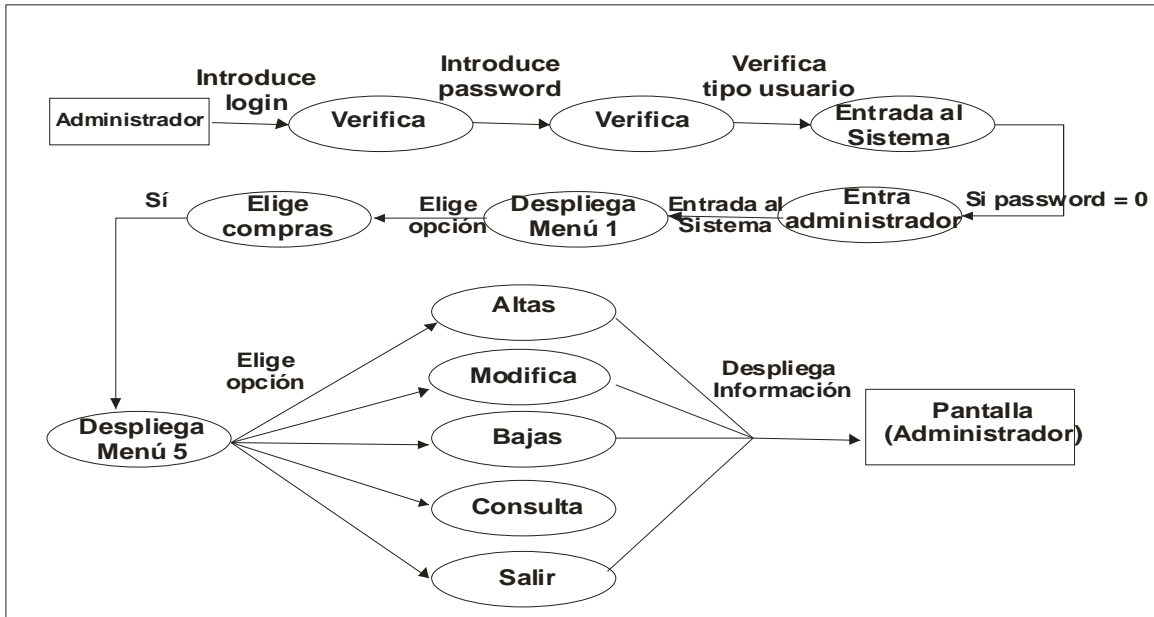 Introduce
login
Introduce
password
Verifica
tipo usuario
Administrador
Verifica
Verifica
Entrada al
Sistema
Sí
Elige
compras
Elige
opción
Despliega
Menú 1
Entrada al
Sistema
Entra
administrador
Si password = 0
Altas
Elige
opción
Modifica
Despliega
Información
Despliega
Menú 5
Bajas
Pantalla
(Administrador)
Consulta
Salir